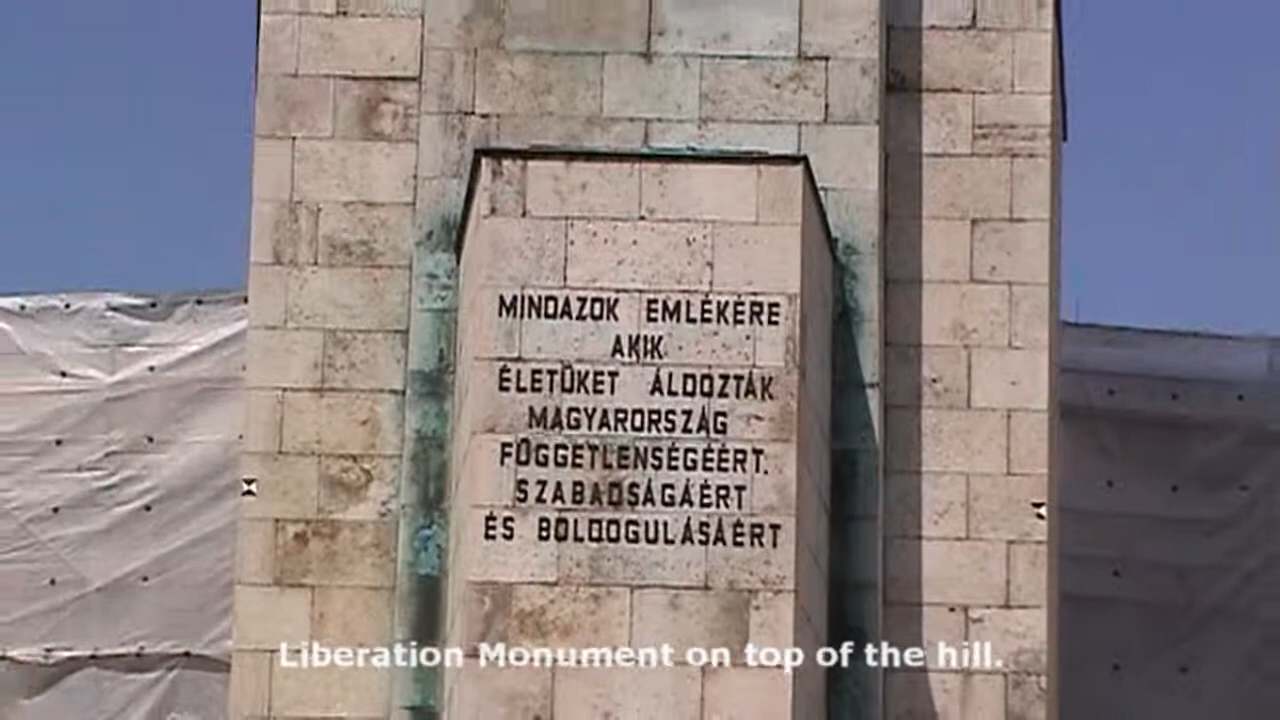 MINDAZOK EMLÉKÉRE
AKIK
ÉLETÜKET ÁLDOZTÁK
MAGYARORSZÁG
FÜGGETLENSÉGÉÉRT,
SZABADSÁGÁÉRT
ÉS BOLDOGULÁSÁÉRT
Liberation Monument on top of the hill.